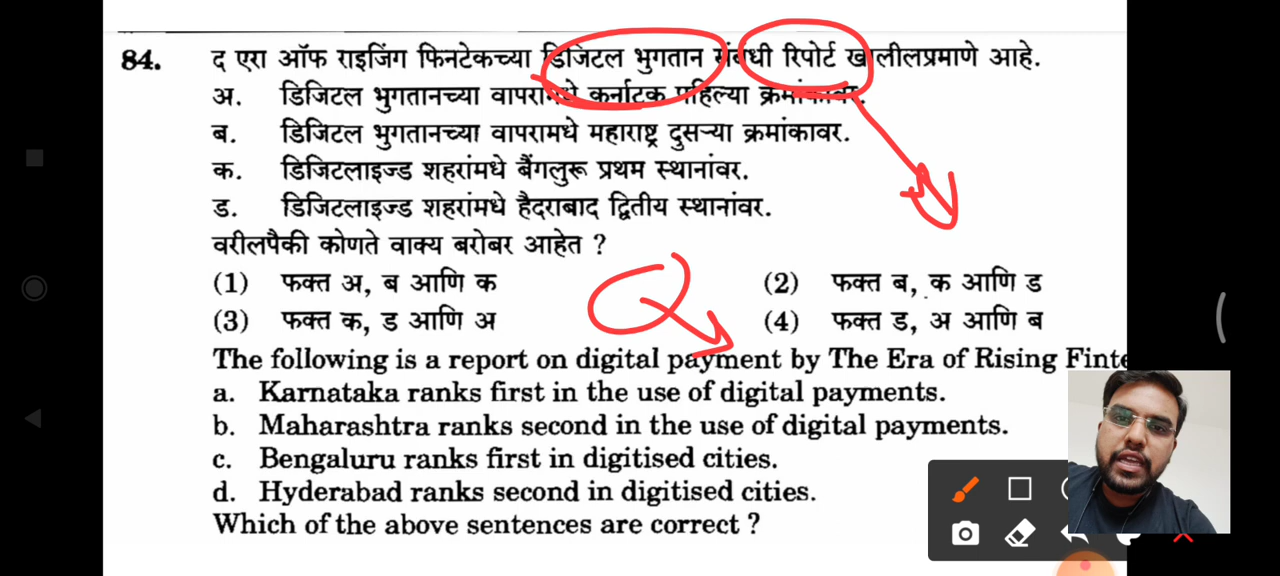 84. द एरा ऑफ राइजिंग फिनटेकच्या डिजिटल भुगतान संबधी रिपोर्ट खालीलप्रमाणे आहे.
अ. डिजिटल भुगतानच्या वापरामधे कर्नाटक पहिल्या क्रमांकावर.
ब. डिजिटल भुगतानच्या वापरामधे महाराष्ट्र दुसऱ्या क्रमांकावर.
क. डिजिटलाइज्ड शहरांमधे बैंगलुरू प्रथम स्थानांवर.
ड. डिजिटलाइज्ड शहरांमधे हैदराबाद द्वितीय स्थानांवर.
वरीलपैकी कोणते वाक्य बरोबर आहेत ?
(1) फक्त अ, ब आणि क (2) फक्त ब, क आणि ड
(3) फक्त क, ड आणि अ (4) फक्त ड, अ आणि ब
The following is a report on digital payment by The Era of Rising Finte
a. Karnataka ranks first in the use of digital payments.
b. Maharashtra ranks second in the use of digital payments.
c. Bengaluru ranks first in digitised cities.
d. Hyderabad ranks second in digitised cities.
Which of the above sentences are correct ?